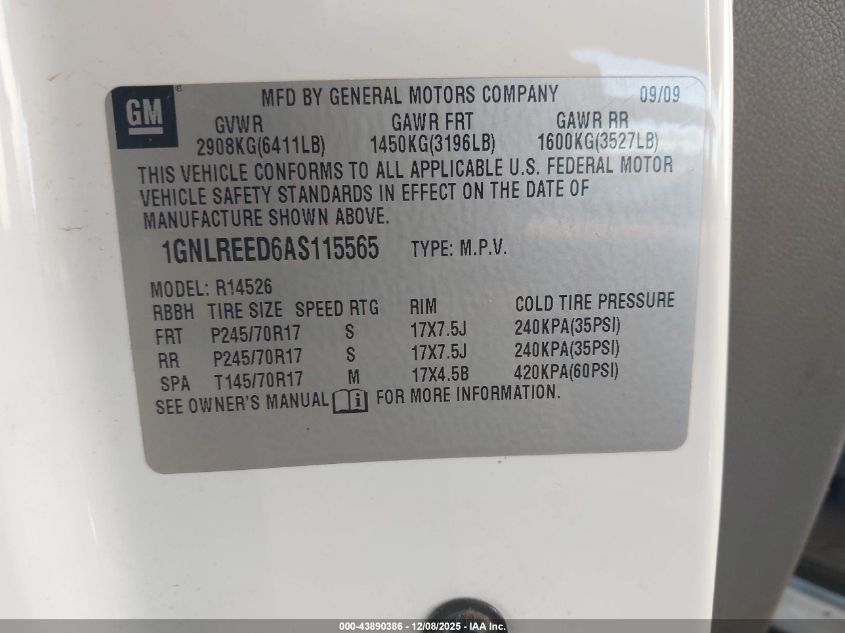 GM ®
MFD BY GENERAL MOTORS COMPANY 09/09
GVWR GAWR FRT GAWR RR
2908KG(6411LB) 1450KG(3196LB) 1600KG(3527LB)
THIS VEHICLE CONFORMS TO ALL APPLICABLE U.S. FEDERAL MOTOR
VEHICLE SAFETY STANDARDS IN EFFECT ON THE DATE OF
MANUFACTURE SHOWN ABOVE.
1GNLREED6AS115565 TYPE: M.P.V.
MODEL: R14526
RBBH TIRE SIZE SPEED RTG RIM COLD TIRE PRESSURE
FRT P245/70R17 S 17X7.5J 240KPA(35PSI)
RR P245/70R17 S 17X7.5J 240KPA(35PSI)
SPA T145/70R17 M 17X4.5B 420KPA(60PSI)
SEE OWNER'S MANUAL i FOR MORE INFORMATION.
000-43890386 - 12/08/2025 - IAA Inc.